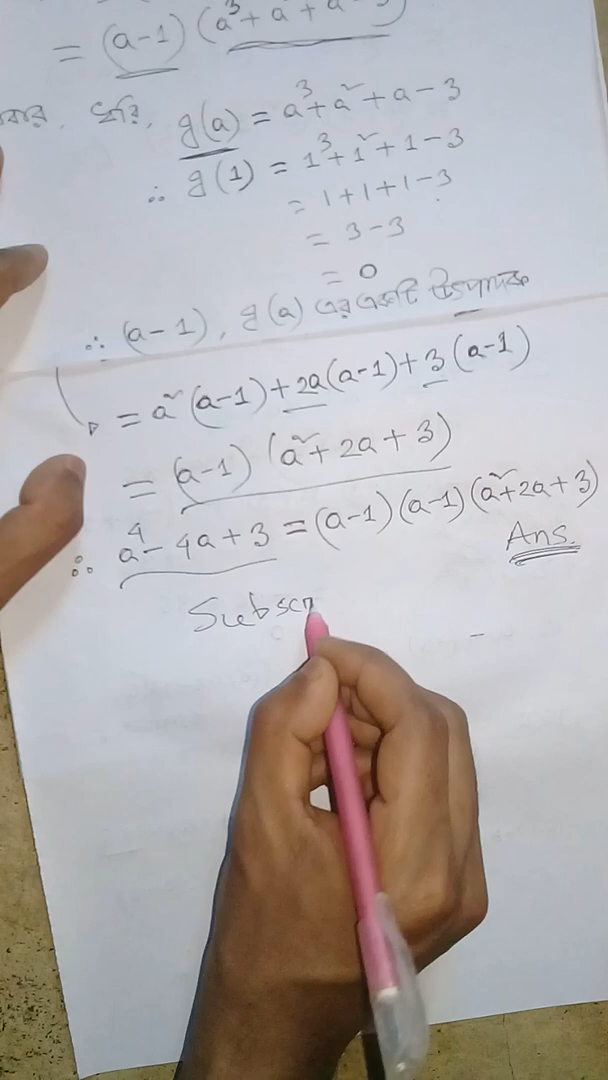 = (a-1) (a³+a²+a-3)
ধরি, g(a) = a³+a²+a-3
∴ g(1) = 1³+1²+1-3
= 1+1+1-3
= 3-3
= 0
∴ (a-1), g(a) এর একটি উৎপাদক
= a²(a-1)+2a(a-1)+3(a-1)
= (a-1) (a²+2a+3)
∴ a⁴-4a+3 = (a-1)(a-1)(a²+2a+3)
Ans.
Subscr